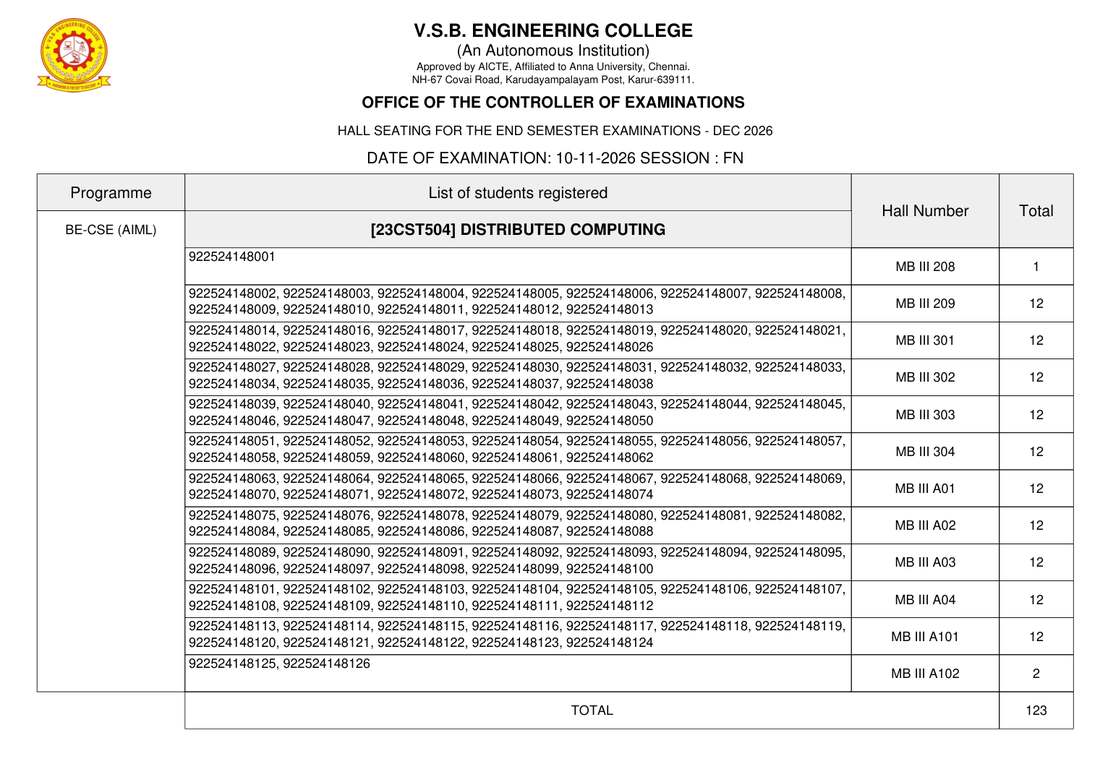 V.S.B. ENGINEERING COLLEGE
(An Autonomous Institution)
Approved by AICTE, Affiliated to Anna University, Chennai.
NH-67 Covai Road, Karudayampalayam Post, Karur-639111.
OFFICE OF THE CONTROLLER OF EXAMINATIONS
HALL SEATING FOR THE END SEMESTER EXAMINATIONS - DEC 2026
DATE OF EXAMINATION: 10-11-2026 SESSION : FN
Programme List of students registered Hall Number Total
BE-CSE (AIML) [23CST504] DISTRIBUTED COMPUTING
922524148001 MB III 208 1
922524148002, 922524148003, 922524148004, 922524148005, 922524148006, 922524148007, 922524148008,
922524148009, 922524148010, 922524148011, 922524148012, 922524148013 MB III 209 12
922524148014, 922524148016, 922524148017, 922524148018, 922524148019, 922524148020, 922524148021,
922524148022, 922524148023, 922524148024, 922524148025, 922524148026 MB III 301 12
922524148027, 922524148028, 922524148029, 922524148030, 922524148031, 922524148032, 922524148033,
922524148034, 922524148035, 922524148036, 922524148037, 922524148038 MB III 302 12
922524148039, 922524148040, 922524148041, 922524148042, 922524148043, 922524148044, 922524148045,
922524148046, 922524148047, 922524148048, 922524148049, 922524148050 MB III 303 12
922524148051, 922524148052, 922524148053, 922524148054, 922524148055, 922524148056, 922524148057,
922524148058, 922524148059, 922524148060, 922524148061, 922524148062 MB III 304 12
922524148063, 922524148064, 922524148065, 922524148066, 922524148067, 922524148068, 922524148069,
922524148070, 922524148071, 922524148072, 922524148073, 922524148074 MB III A01 12
922524148075, 922524148076, 922524148078, 922524148079, 922524148080, 922524148081, 922524148082,
922524148084, 922524148085, 922524148086, 922524148087, 922524148088 MB III A02 12
922524148089, 922524148090, 922524148091, 922524148092, 922524148093, 922524148094, 922524148095,
922524148096, 922524148097, 922524148098, 922524148099, 922524148100 MB III A03 12
922524148101, 922524148102, 922524148103, 922524148104, 922524148105, 922524148106, 922524148107,
922524148108, 922524148109, 922524148110, 922524148111, 922524148112 MB III A04 12
922524148113, 922524148114, 922524148115, 922524148116, 922524148117, 922524148118, 922524148119,
922524148120, 922524148121, 922524148122, 922524148123, 922524148124 MB III A101 12
922524148125, 922524148126 MB III A102 2
TOTAL 123